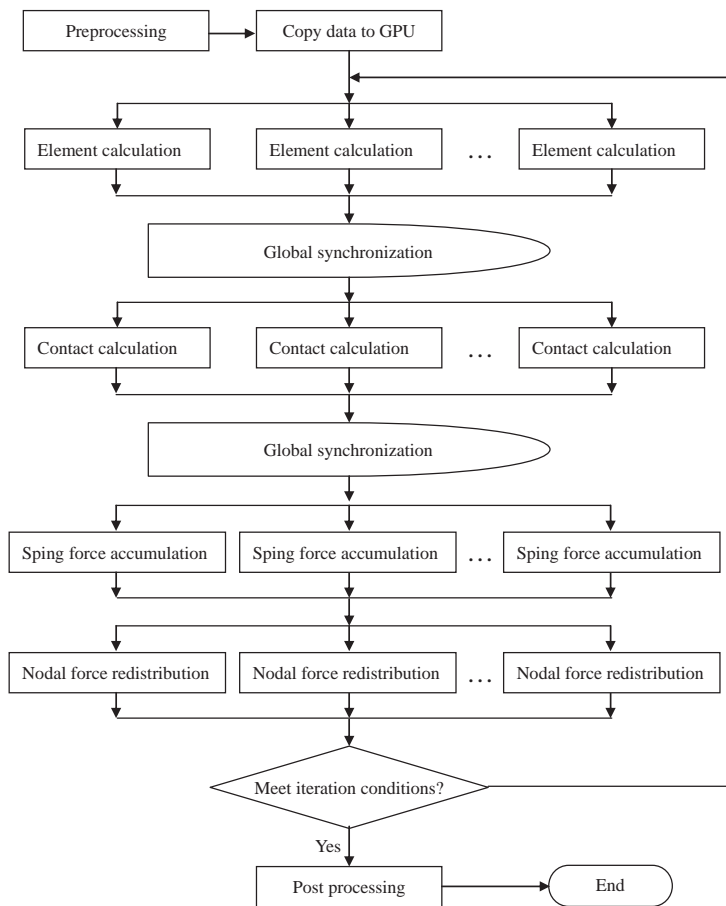 Preprocessing
Copy data to GPU
Element calculation
Element calculation
...
Element calculation
Global synchronization
Contact calculation
Contact calculation
...
Contact calculation
Global synchronization
Sping force accumulation
Sping force accumulation
...
Sping force accumulation
Nodal force redistribution
Nodal force redistribution
...
Nodal force redistribution
Meet iteration conditions?
Yes
Post processing
End